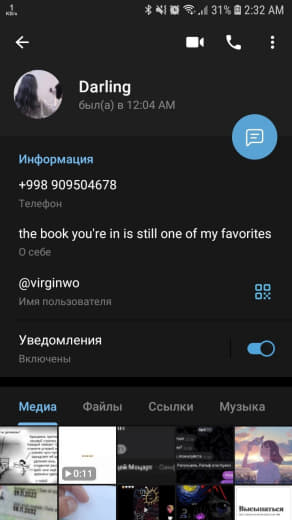 1
KB/s
31%
2:32 AM
Darling
был(а) в 12:04 AM
Информация
+998 909504678
Телефон
the book you're in is still one of my favorites
О себе
@virginwo
Имя пользователя
Уведомления
Включены
Медиа Файлы Ссылки Музыка
0:11
Высыпаться